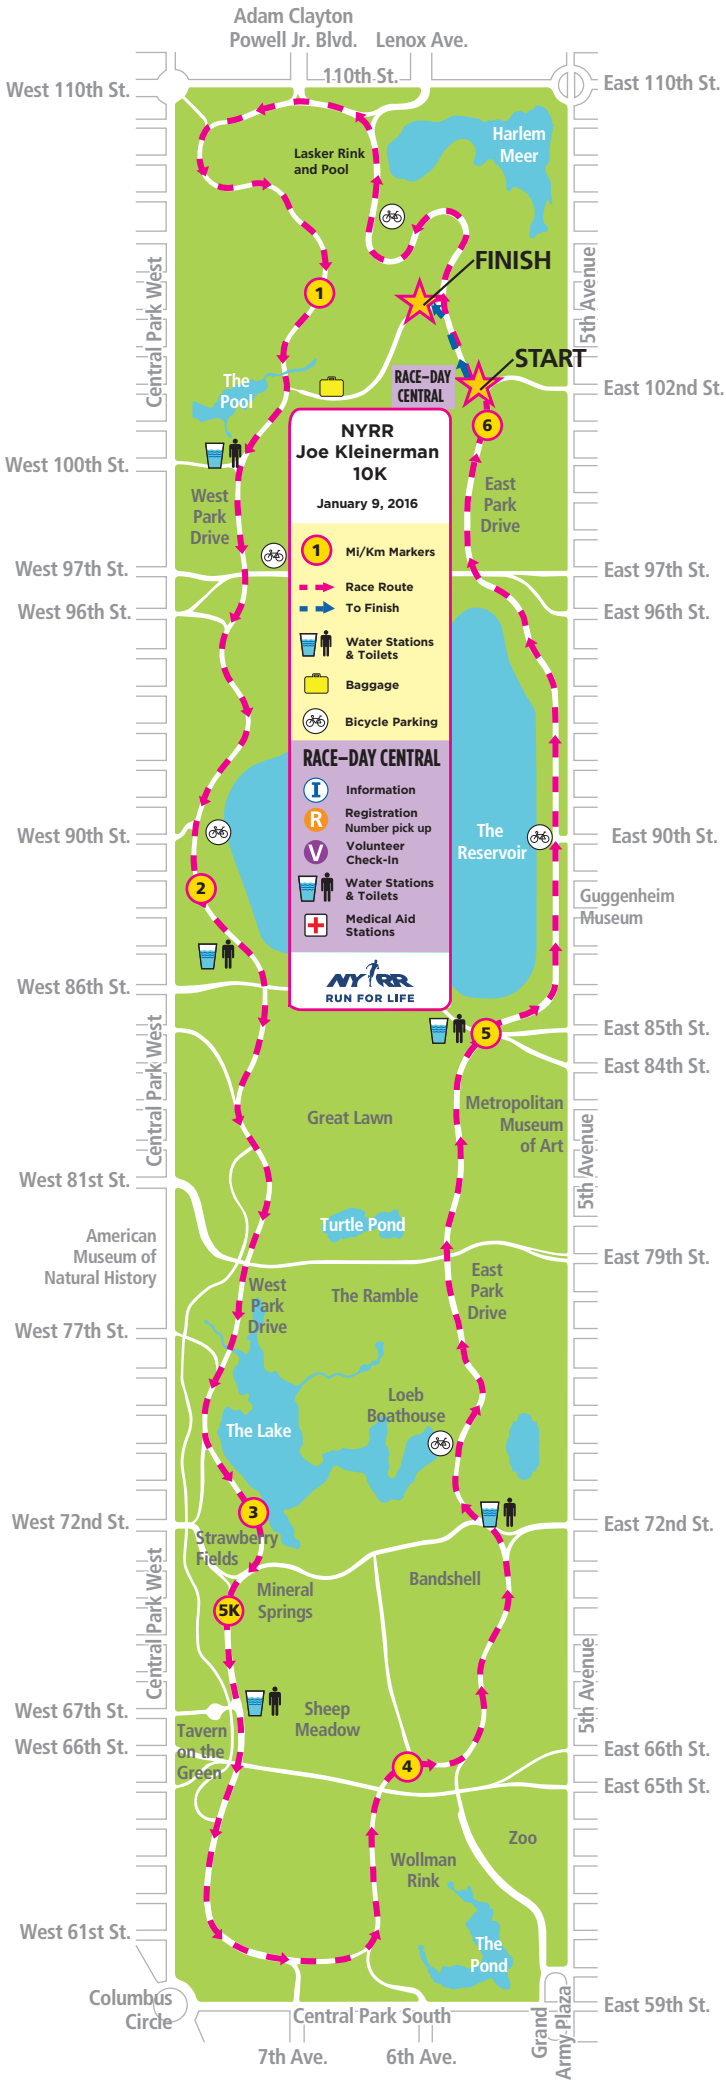 Adam Clayton
Powell Jr. Blvd.
Lenox Ave.
110th St.
West 110th St.
East 110th St.
Harlem
Meer
Lasker Rink
and Pool
5th Avenue
Central Park West
FINISH
1
START
The
Pool
RACE–DAY
CENTRAL
East 102nd St.
6
West 100th St.
West
Park
Drive
East
Park
Drive
NYRR
Joe Kleinerman
10K
January 9, 2016
1
Mi/Km Markers
Race Route
To Finish
Water Stations
& Toilets
Baggage
Bicycle Parking
RACE–DAY CENTRAL
I
Information
R
Registration
Number pick up
V
Volunteer
Check-In
Water Stations
& Toilets
Medical Aid
Stations
NYRR
RUN FOR LIFE
West 97th St.
East 97th St.
West 96th St.
East 96th St.
West 90th St.
The
Reservoir
East 90th St.
2
Guggenheim
Museum
West 86th St.
5
East 85th St.
East 84th St.
Central Park West
Great Lawn
Metropolitan
Museum
of Art
5th Avenue
West 81st St.
Turtle Pond
American
Museum of
Natural History
East 79th St.
West
Park
Drive
The Ramble
East
Park
Drive
West 77th St.
Loeb
Boathouse
The Lake
3
West 72nd St.
East 72nd St.
Strawberry
Fields
Central Park West
Mineral
Springs
Bandshell
5K
5th Avenue
West 67th St.
Sheep
Meadow
Tavern
on the
Green
West 66th St.
East 66th St.
4
East 65th St.
Zoo
Wollman
Rink
West 61st St.
The
Pond
Columbus
Circle
Central Park South
East 59th St.
Grand
Army Plaza
7th Ave.
6th Ave.